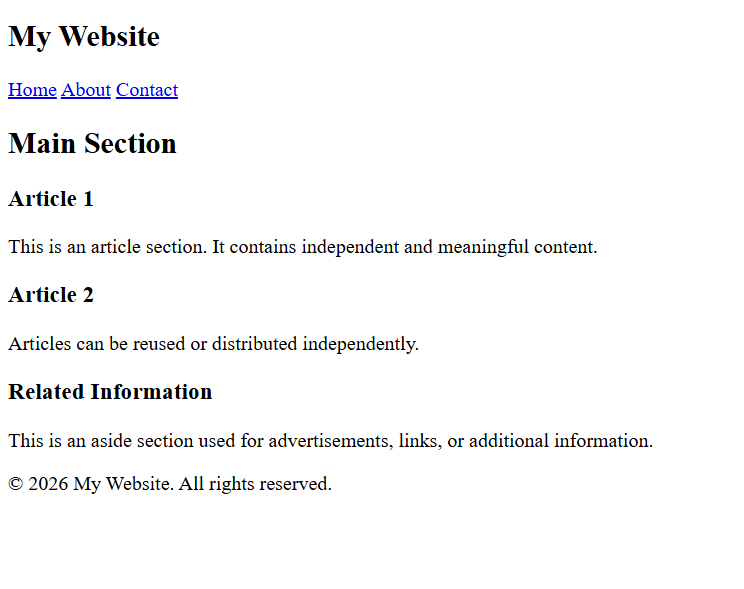 My Website
Home About Contact
Main Section
Article 1
This is an article section. It contains independent and meaningful content.
Article 2
Articles can be reused or distributed independently.
Related Information
This is an aside section used for advertisements, links, or additional information.
© 2026 My Website. All rights reserved.